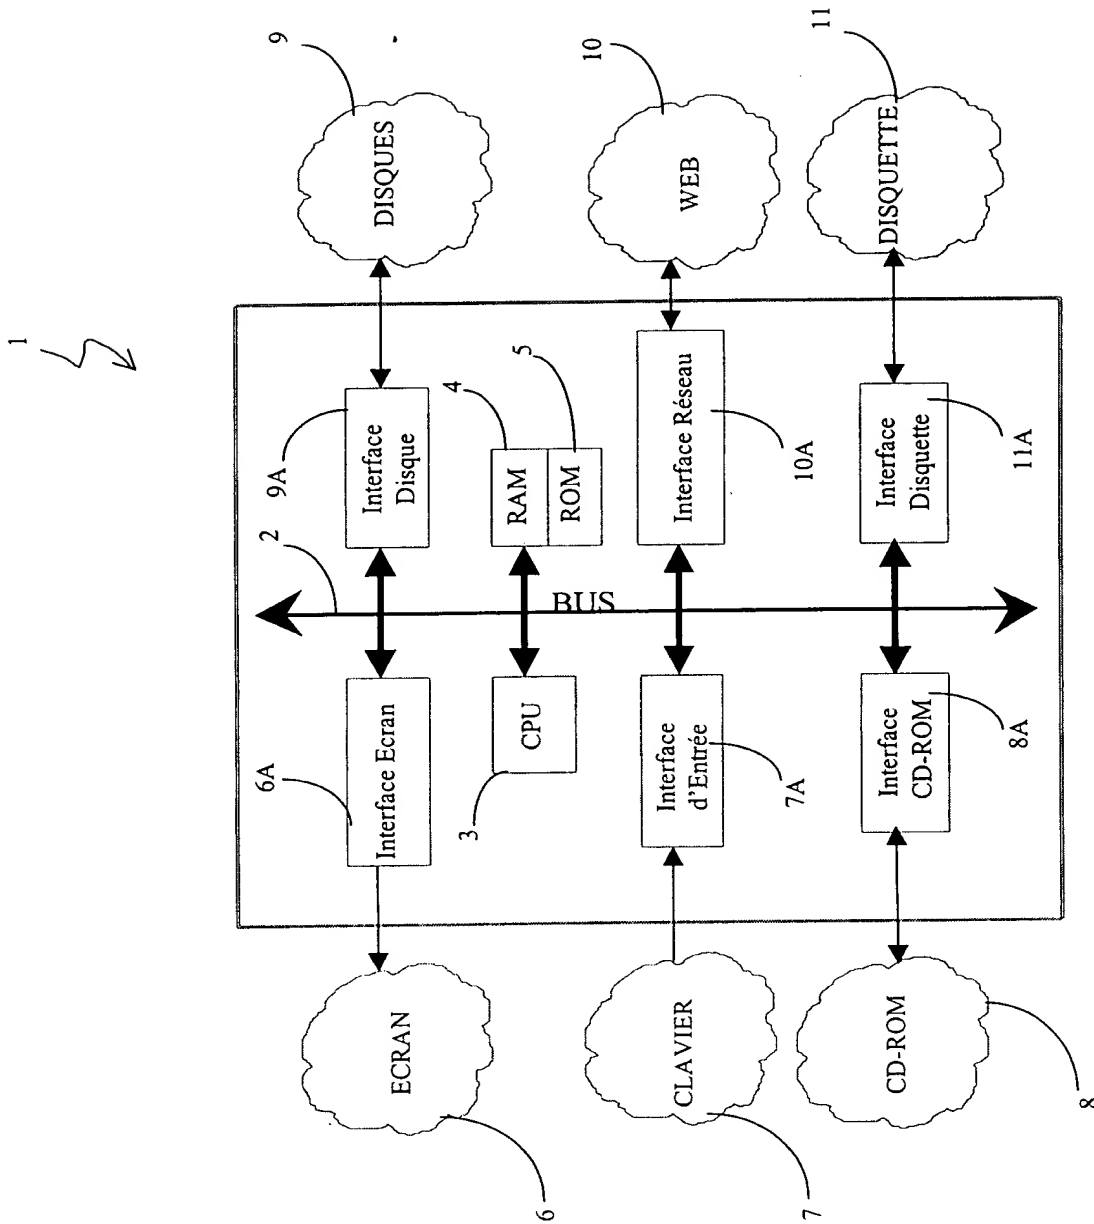 1
6
ECRAN
6A
Interface Ecran
2
9A
Interface
Disque
DISQUES
9
3
CPU
4
RAM
ROM
5
BUS
7
CLAVIER
Interface
d'Entrée
7A
Interface Réseau
10A
WEB
10
8
CD-ROM
Interface
CD-ROM
8A
Interface
Disquette
11A
DISQUETTE
11